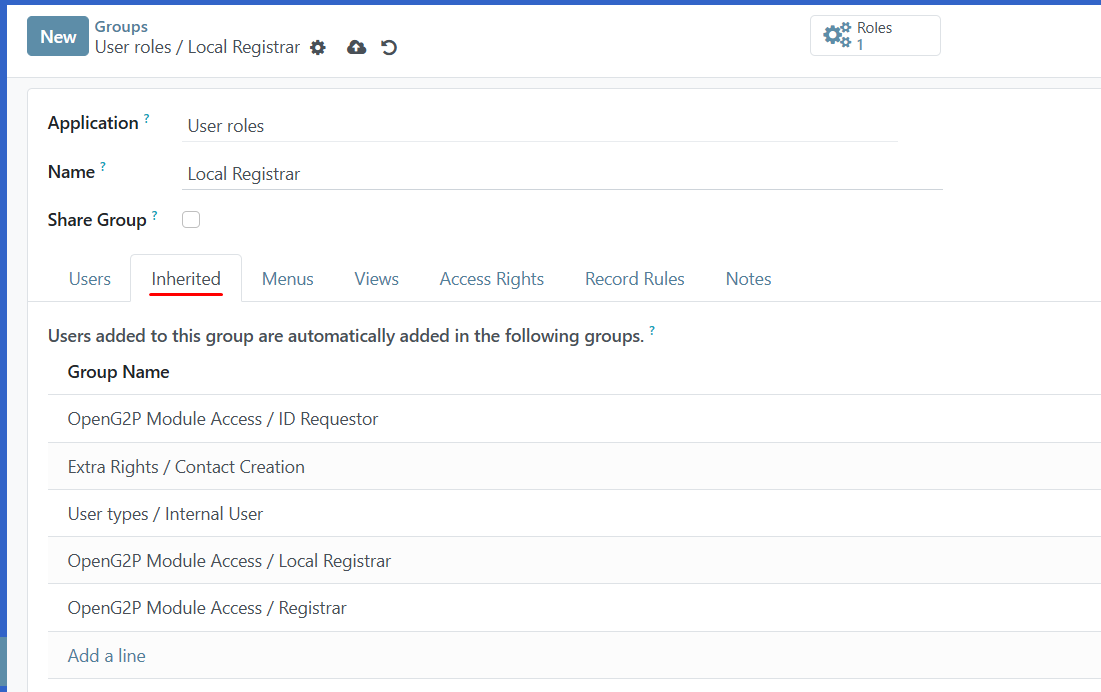 New
Groups
User roles / Local Registrar
Roles
1
Application ?
User roles
Name ?
Local Registrar
Share Group ?
Users Inherited Menus Views Access Rights Record Rules Notes
Users added to this group are automatically added in the following groups. ?
Group Name
OpenG2P Module Access / ID Requestor
Extra Rights / Contact Creation
User types / Internal User
OpenG2P Module Access / Local Registrar
OpenG2P Module Access / Registrar
Add a line